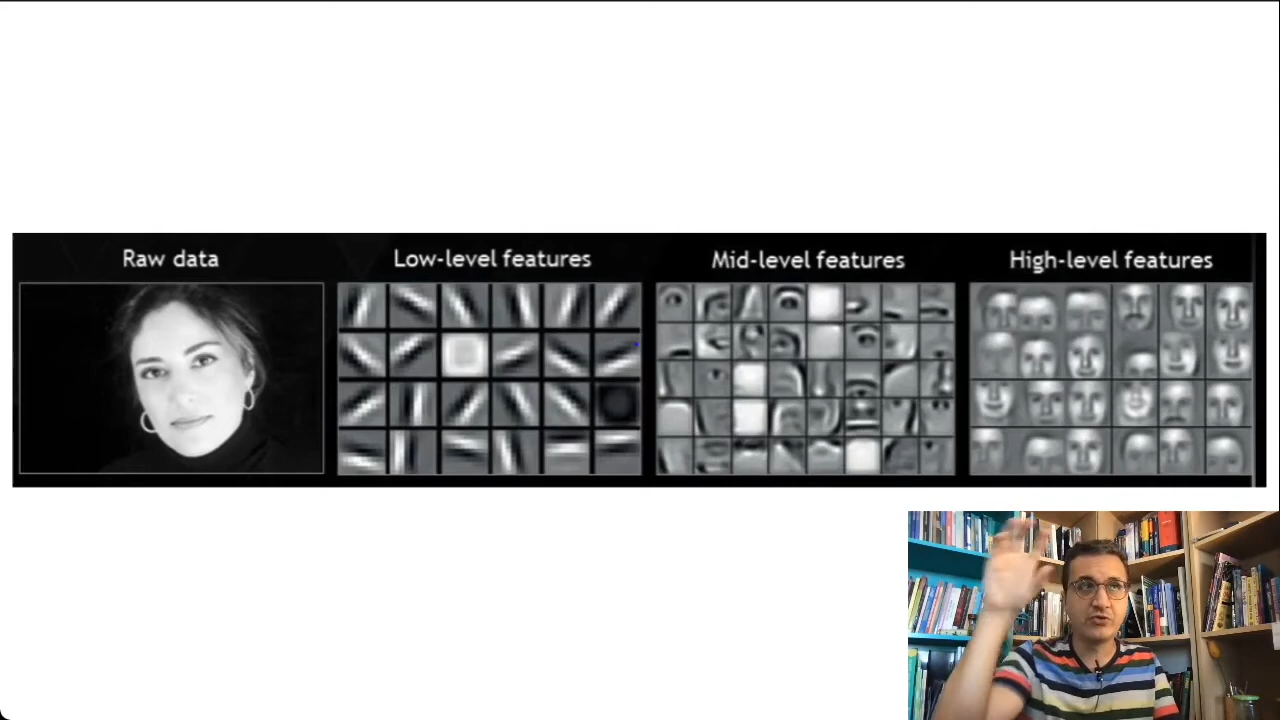 Raw data
Low-level features
Mid-level features
High-level features